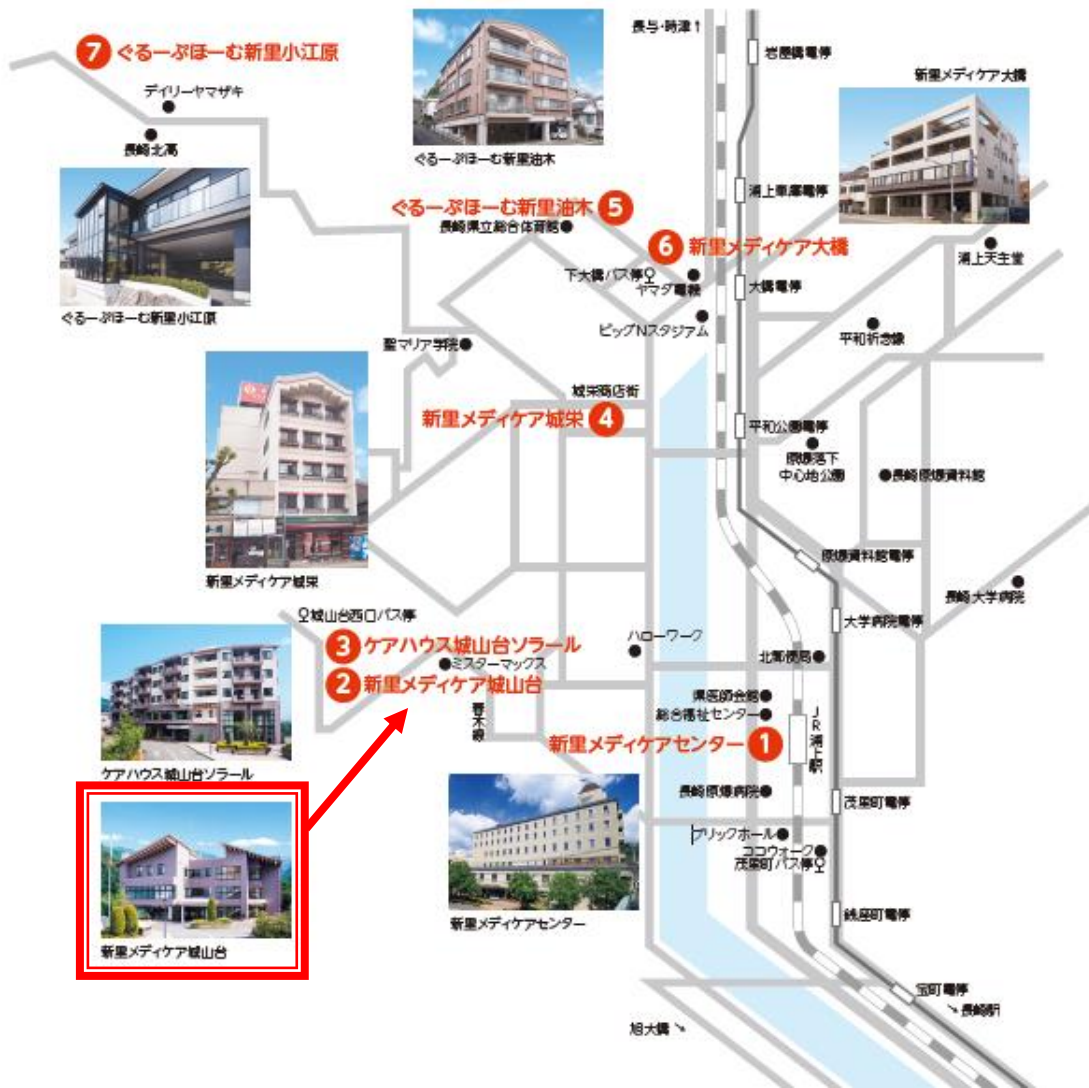 長与・時津↑
岩屋橋電停
❼ ぐるーぷほーむ新里小江原
デイリーヤマザキ
長崎北高
ぐるーぷほーむ新里油木
新里メディケア大橋
浦上車庫電停
❺ ぐるーぷほーむ新里油木
長崎県立総合体育館
❻ 新里メディケア大橋
浦上天主堂
下大橋バス停
ヤマダ電機
大橋電停
ぐるーぷほーむ新里小江原
ビッグNスタジアム
平和祈念像
聖マリア学院
城栄商店街
❹ 新里メディケア城栄
平和公園電停
原爆落下
中心地公園
長崎原爆資料館
原爆資料館電停
新里メディケア城栄
長崎大学病院
城山台西口バス停
大学病院電停
❸ ケアハウス城山台ソラール
ハローワーク
ミスターマックス
北郵便局
❷ 新里メディケア城山台
県医師会館
総合福祉センター
JR浦上駅
❶ 新里メディケアセンター
ケアハウス城山台ソラール
長崎原爆病院
茂里町電停
ブリックホール
ココウォーク
茂里町バス停
新里メディケアセンター
銭座町電停
新里メディケア城山台
宝町電停
↘長崎駅
旭大橋↘